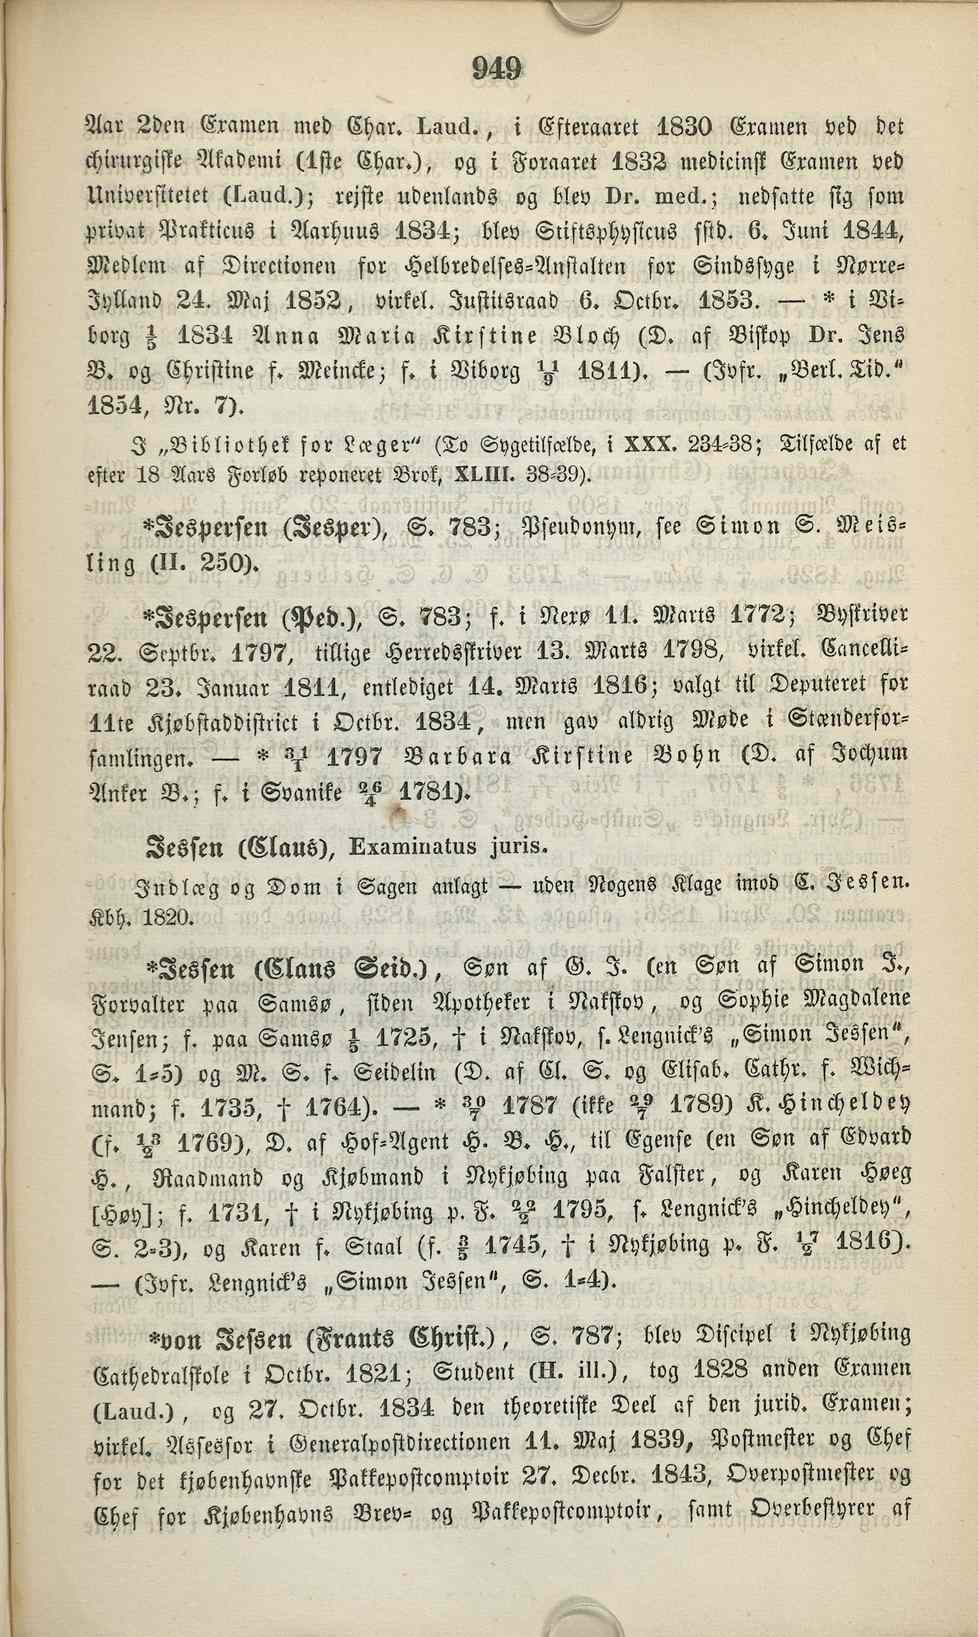 949
Aar 2den Examen med Char. Laud., i Efteraaret 1830 Examen ved det
chirurgiske Akademi (1ste Char.), og i Foraaret 1832 medicinsk Examen ved
Universitetet (Laud.); rejste udenlands og blev Dr. med.; nedsatte sig som
privat Prakticus i Aarhuus 1834; blev Stiftsphysicus sstd. 6. Juni 1844,
Medlem af Directionen for Helbredelses-Anstalten for Sindssyge i Nørre-
Jylland 24. Maj 1852, virkel. Justitsraad 6. Octbr. 1853. — * i Vi-
borg 1/5 1834 Anna Maria Kirstine Bloch (D. af Biskop Dr. Jens
B. og Christine f. Meincke; f. i Viborg 11/9 1811). — (Jvfr. „Berl. Tid.“
1854, Nr. 7).
I „Bibliothek for Læger“ (To Sygetilfælde, i XXX. 234-38; Tilfælde af et
efter 18 Aars Forløb reponeret Brok, XLIII. 38-39).
*Jespersen (Jesper), S. 783; Pseudonym, see Simon S. Meis-
ling (II. 250).
*Jespersen (Ped.), S. 783; f. i Nexø 11. Marts 1772; Byskriver
22. Septbr. 1797, tillige Herredsskriver 13. Marts 1798, virkel. Cancelli-
raad 23. Januar 1811, entlediget 14. Marts 1816; valgt til Deputeret for
11te Kjøbstaddistrict i Octbr. 1834, men gav aldrig Møde i Stænderfor-
samlingen. — * 31/1 1797 Barbara Kirstine Bohn (D. af Jochum
Anker B.; f. i Svanike 26/4 1781).
Jessen (Claus), Examinatus juris.
Indlæg og Dom i Sagen anlagt — uden Nogens Klage imod C. Jessen.
Kbh. 1820.
*Jessen (Claus Seid.), Søn af G. J. (en Søn af Simon J.,
Forvalter paa Samsø, siden Apotheker i Nakskov, og Sophie Magdalene
Jensen; f. paa Samsø 1/5 1725, † i Nakskov, s. Lengnick's „Simon Jessen“,
S. 1-5) og M. S. f. Seidelin (D. af Cl. S. og Elisab. Cathr. f. Wich-
mand; f. 1735, † 1764). — * 30/7 1787 (ikke 29/7 1789) K. Hincheldey
(f. 13/2 1769), D. af Hof-Agent H. B. H., til Egense (en Søn af Edvard
H., Raadmand og Kjøbmand i Nykjøbing paa Falster, og Karen Høeg
[Høy]; f. 1731, † i Nykjøbing p. F. 22/2 1795, s. Lengnick's „Hincheldey“,
S. 2-3), og Karen f. Staal (f. 3/8 1745, † i Nykjøbing p. F. 17/2 1816).
— (Jvfr. Lengnick's „Simon Jessen“, S. 1-4).
*von Jessen (Frants Christ.), S. 787; blev Discipel i Nykjøbing
Cathedralskole i Octbr. 1821; Student (H. ill.), tog 1828 anden Examen
(Laud.), og 27. Octbr. 1834 den theoretiske Deel af den jurid. Examen;
virkel. Assessor i Generalpostdirectionen 11. Maj 1839, Postmester og Chef
for det kjøbenhavnske Pakkepostcomptoir 27. Decbr. 1843, Overpostmester og
Chef for Kjøbenhavns Brev- og Pakkepostcomptoir, samt Overbestyrer af